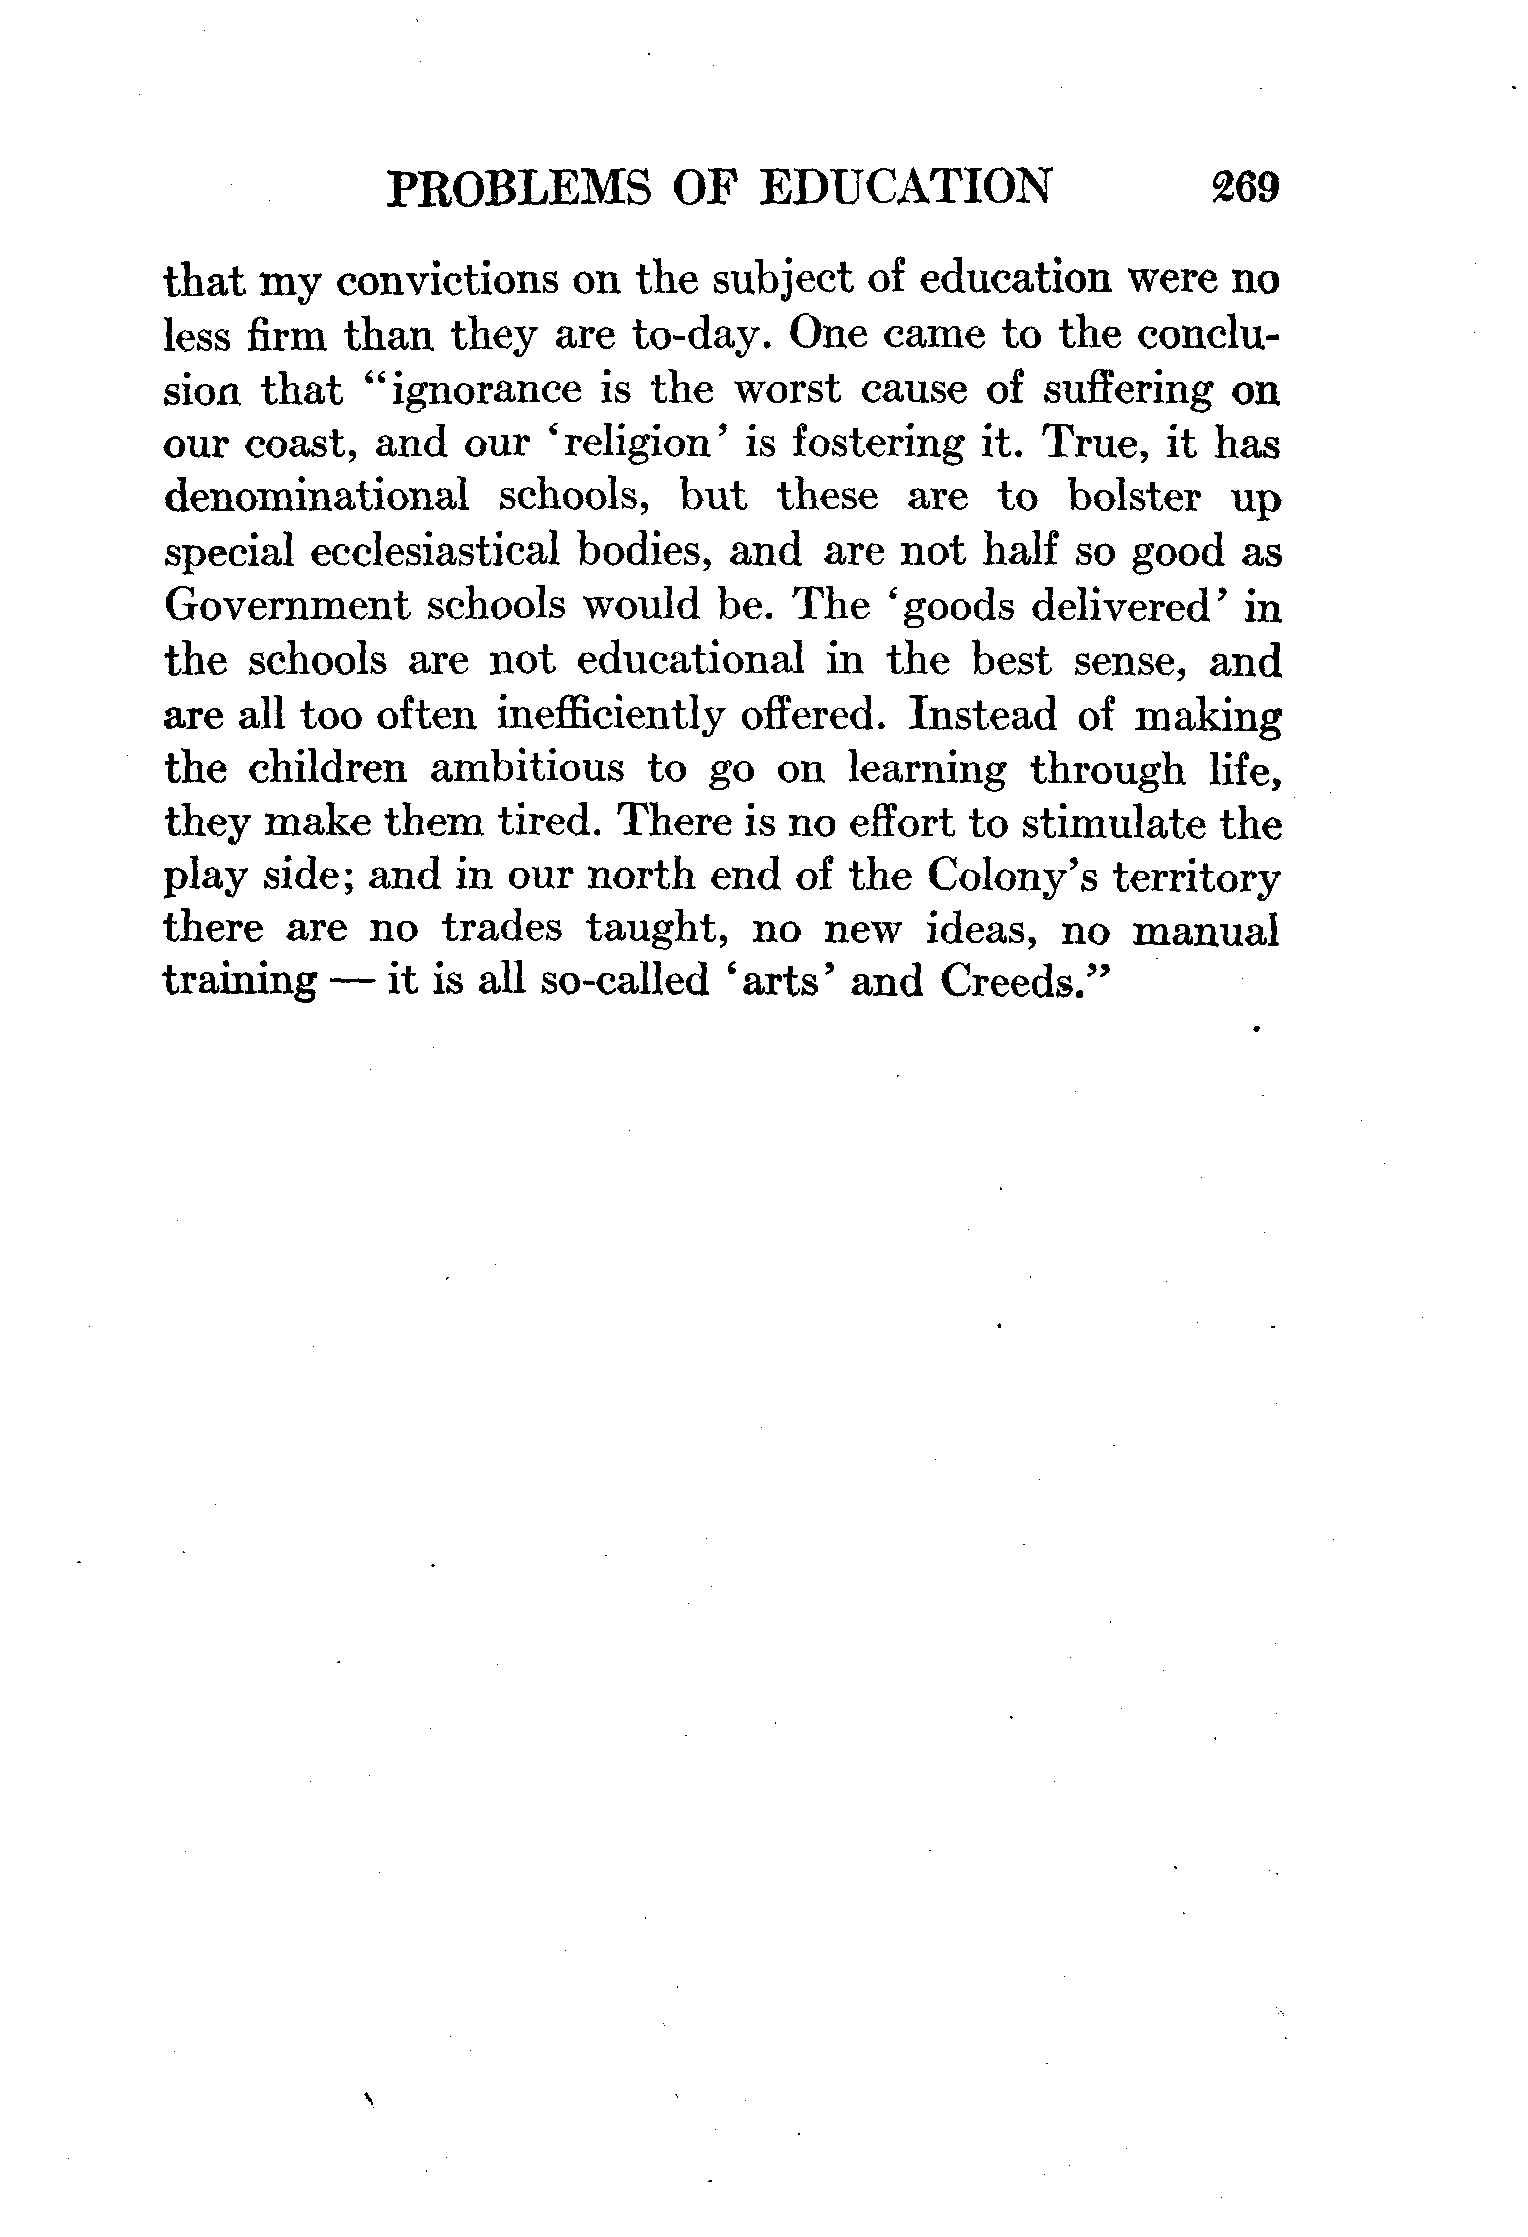 PROBLEMS OF EDUCATION 269
that my convictions on the subject of education were no
less firm than they are to-day. One came to the conclu-
sion that “ignorance is the worst cause of suffering on
our coast, and our ‘religion’ is fostering it. True, it has
denominational schools, but these are to bolster up
special ecclesiastical bodies, and are not half so good as
Government schools would be. The ‘goods delivered’ in
the schools are not educational in the best sense, and
are all too often inefficiently offered. Instead of making
the children ambitious to go on learning through life,
they make them tired. There is no effort to stimulate the
play side; and in our north end of the Colony’s territory
there are no trades taught, no new ideas, no manual
training — it is all so-called ‘arts’ and Creeds.”